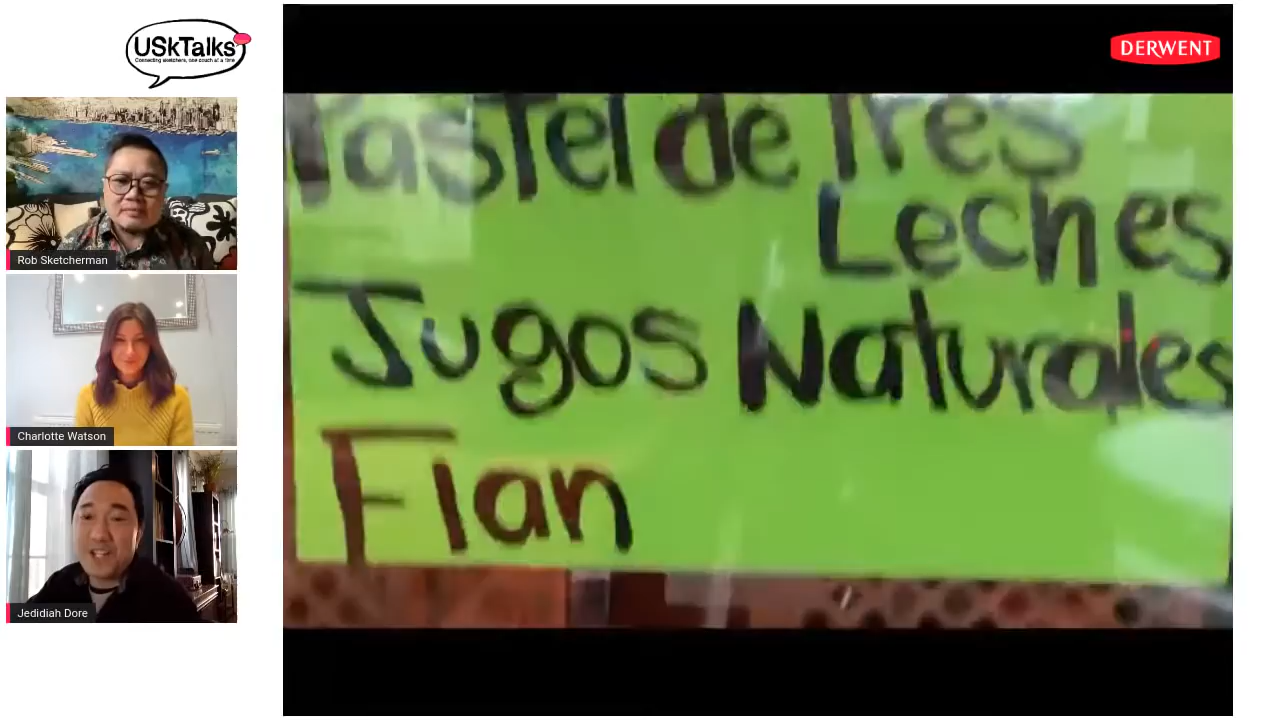 USkTalks
Connecting sketchers, one couch at a time
DERWENT
Rob Sketcherman
Charlotte Watson
Jedidiah Dore
Pastel de Tres
Leches
Jugos Naturales
Flan